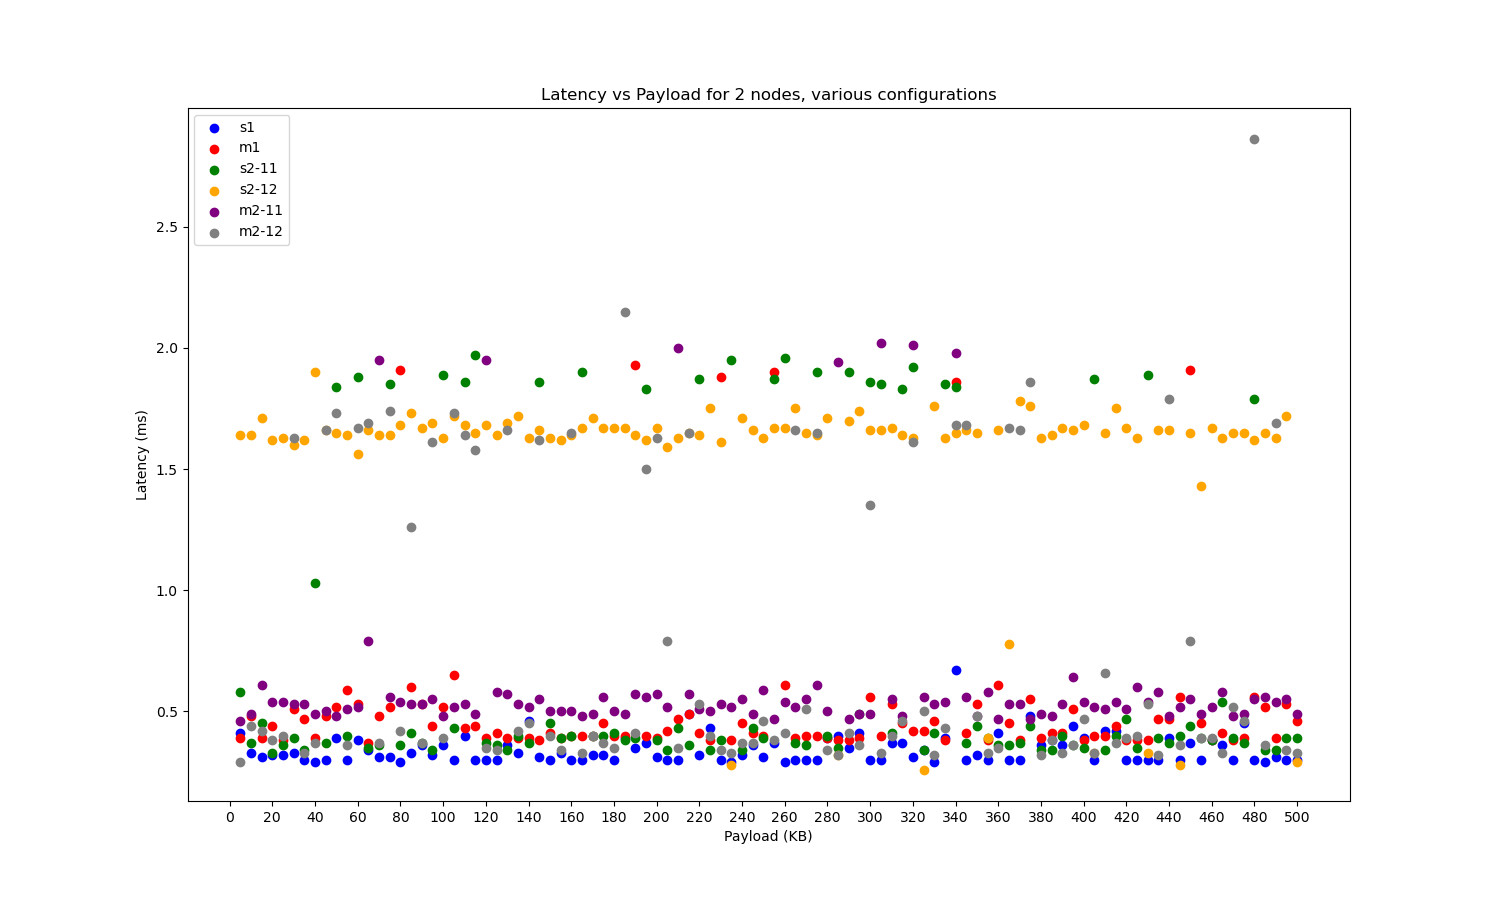 Latency vs Payload for 2 nodes, various configurations
s1
m1
s2-11
s2-12
m2-11
m2-12
2.5
2.0
1.5
1.0
0.5
Latency (ms)
0 20 40 60 80 100 120 140 160 180 200 220 240 260 280 300 320 340 360 380 400 420 440 460 480 500
Payload (KB)